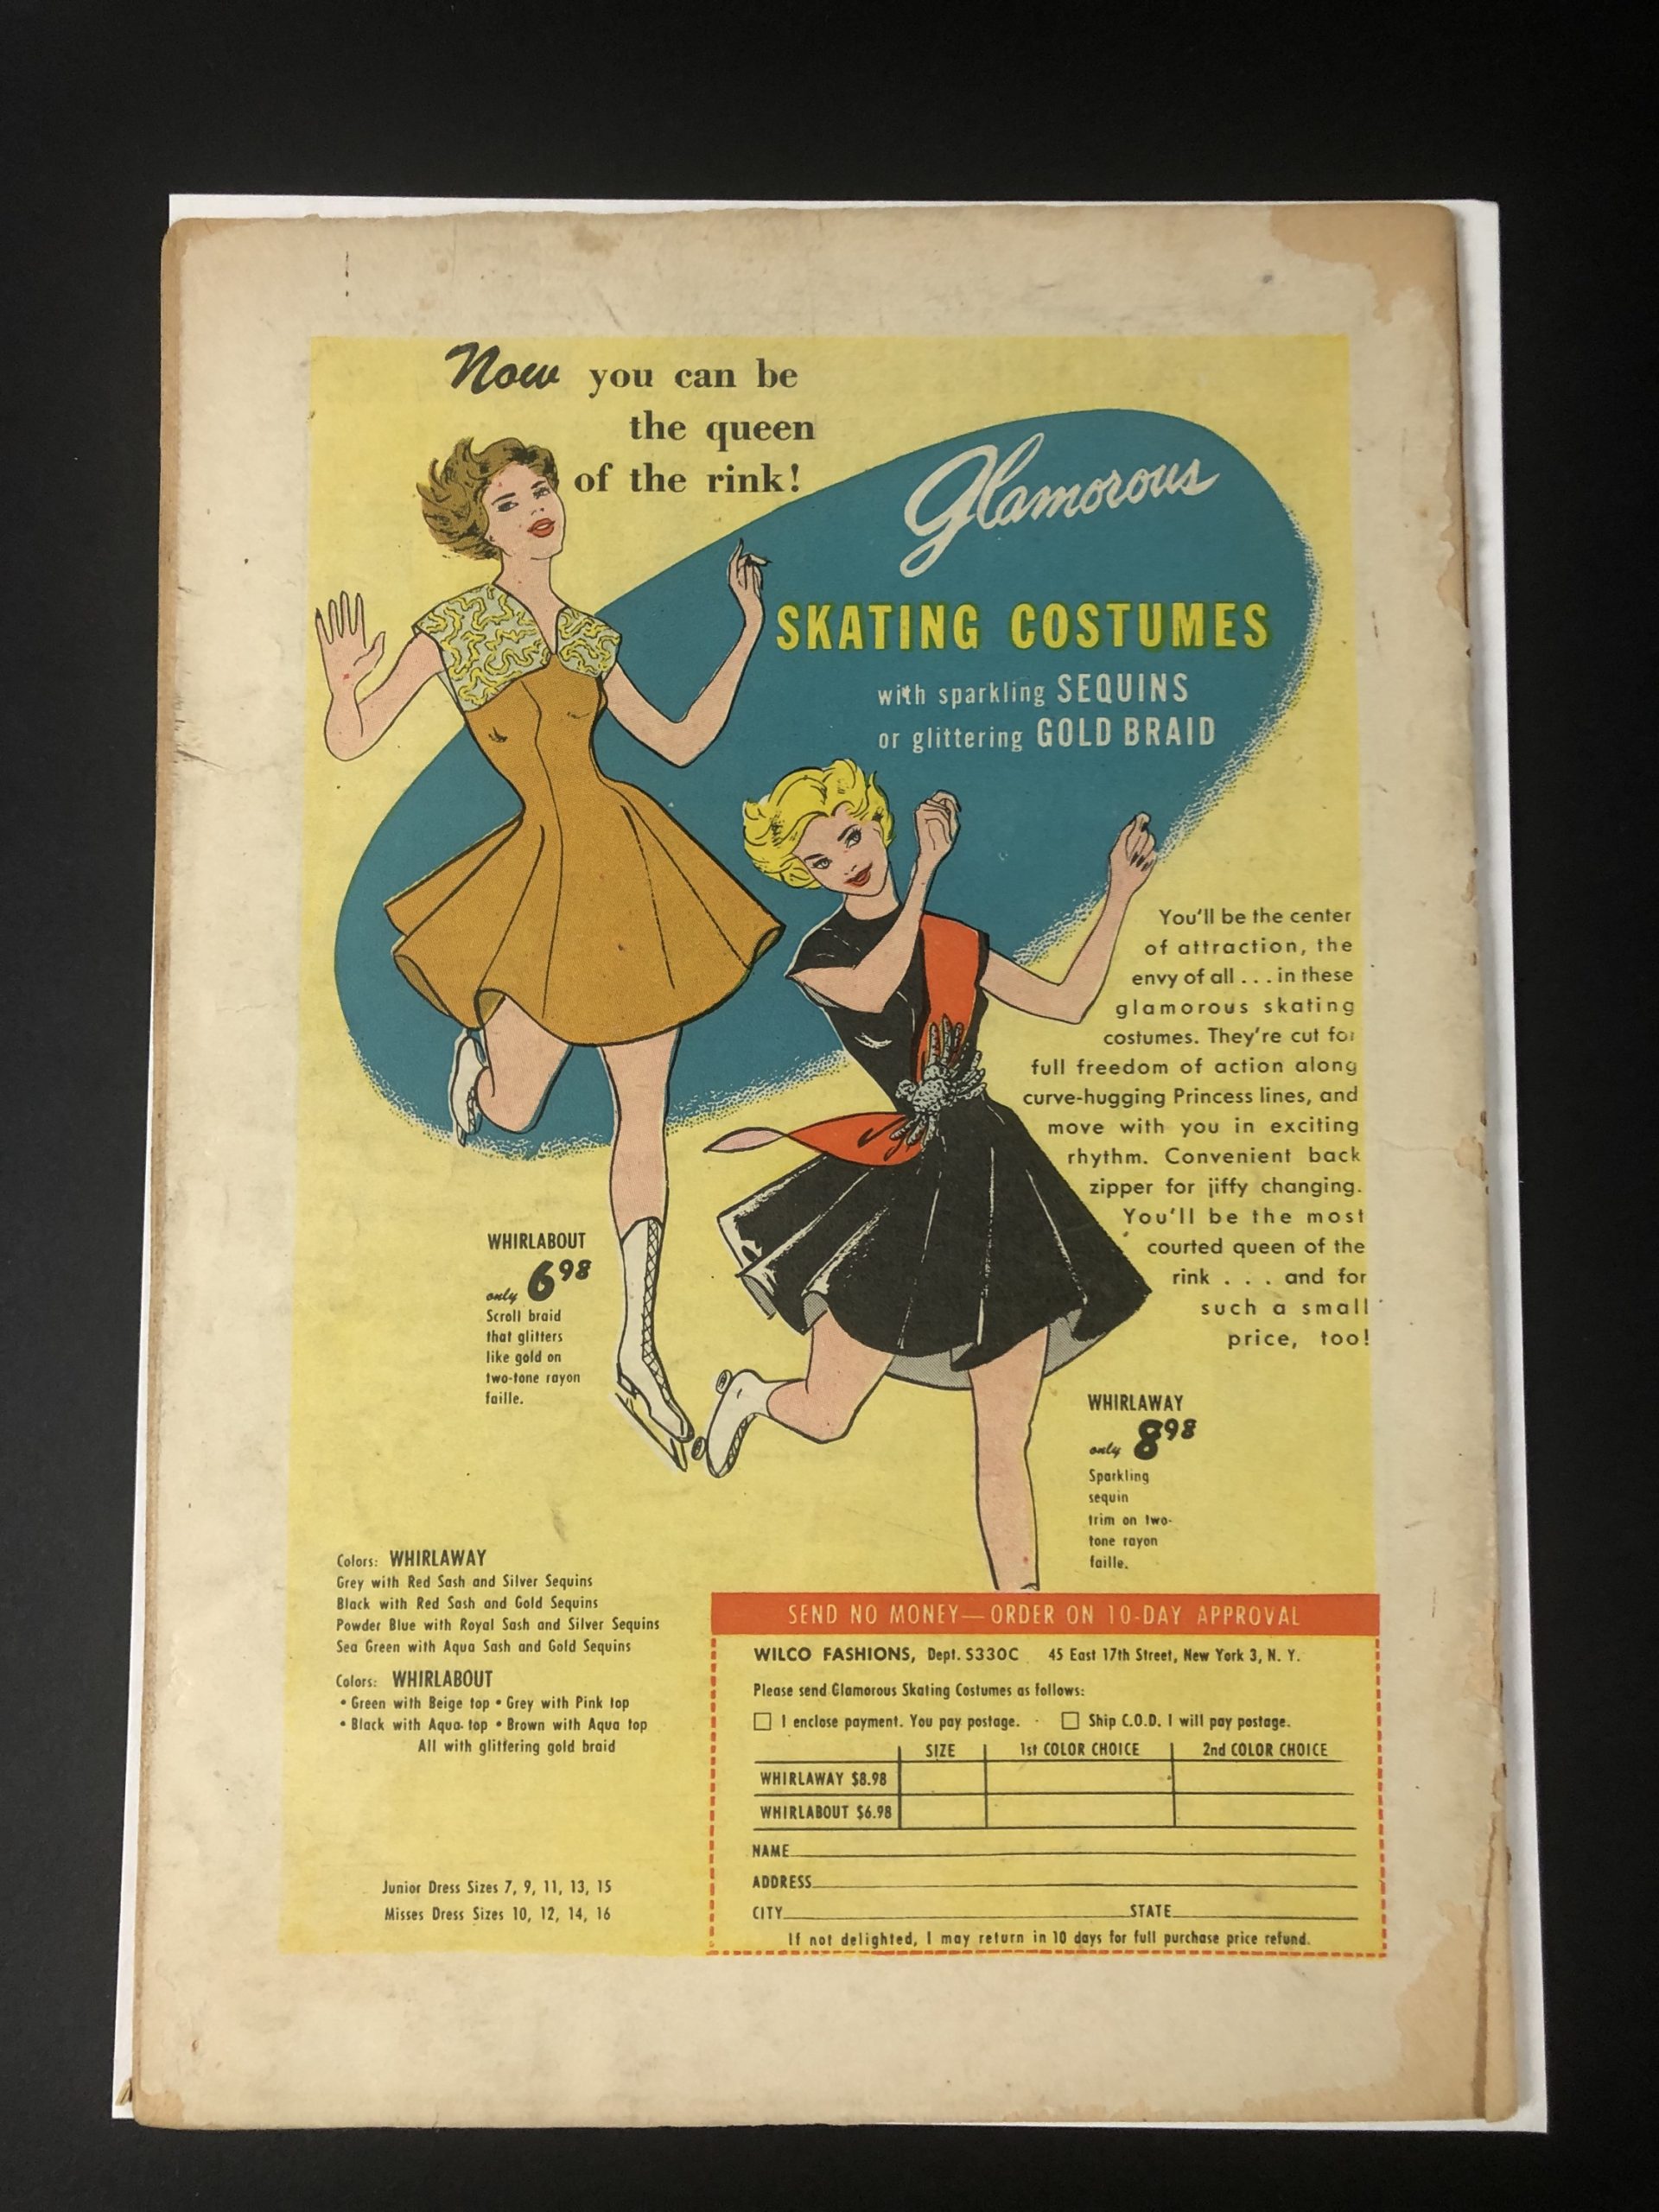 Now you can be
the queen
of the rink!
Glamorous
SKATING COSTUMES
with sparkling SEQUINS
or glittering GOLD BRAID
You'll be the center
of attraction, the
envy of all . . . in these
glamorous skating
costumes. They're cut for
full freedom of action along
curve-hugging Princess lines, and
move with you in exciting
rhythm. Convenient back
zipper for jiffy changing.
You'll be the most
courted queen of the
rink . . . and for
such a small
price, too!
WHIRLABOUT
only 6 98
Scroll braid
that glitters
like gold on
two-tone rayon
faille.
WHIRLAWAY
only 8 98
Sparkling
sequin
trim on two-
tone rayon
faille.
Colors: WHIRLAWAY
Grey with Red Sash and Silver Sequins
Black with Red Sash and Gold Sequins
Powder Blue with Royal Sash and Silver Sequins
Sea Green with Aqua Sash and Gold Sequins
Colors: WHIRLABOUT
• Green with Beige top • Grey with Pink top
• Black with Aqua top • Brown with Aqua top
All with glittering gold braid
Junior Dress Sizes 7, 9, 11, 13, 15
Misses Dress Sizes 10, 12, 14, 16
SEND NO MONEY—ORDER ON 10-DAY APPROVAL
WILCO FASHIONS, Dept. S330C 45 East 17th Street, New York 3, N. Y.
Please send Glamorous Skating Costumes as follows:
☐ I enclose payment. You pay postage. ☐ Ship C.O.D. I will pay postage.
SIZE 1st COLOR CHOICE 2nd COLOR CHOICE
WHIRLAWAY $8.98
WHIRLABOUT $6.98
NAME
ADDRESS
CITY STATE
If not delighted, I may return in 10 days for full purchase price refund.